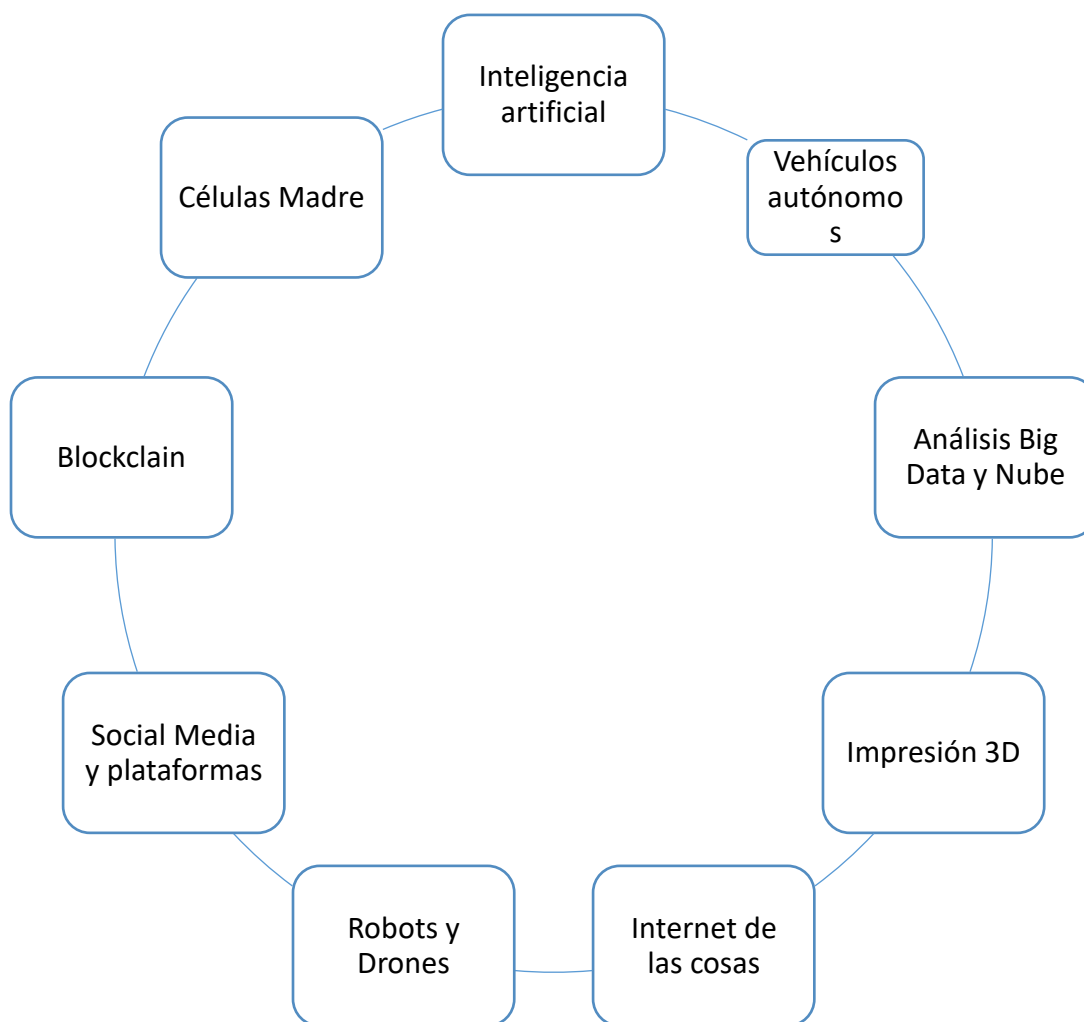 Inteligencia
artificial
Vehículos
autónomo
s
Análisis Big
Data y Nube
Impresión 3D
Internet de
las cosas
Robots y
Drones
Social Media
y plataformas
Blockclain
Células Madre